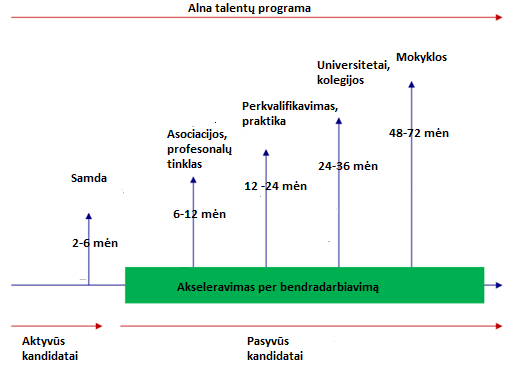 Alna talentų programa
Mokyklos
Universitetai,
kolegijos
Perkvalifikavimas,
praktika
Asociacijos,
profesonalų
tinklas
Samda
48-72 mėn
24-36 mėn
12 -24 mėn
6-12 mėn
2-6 mėn
Akseleravimas per bendradarbiavimą
Aktyvūs
kandidatai
Pasyvūs
kandidatai